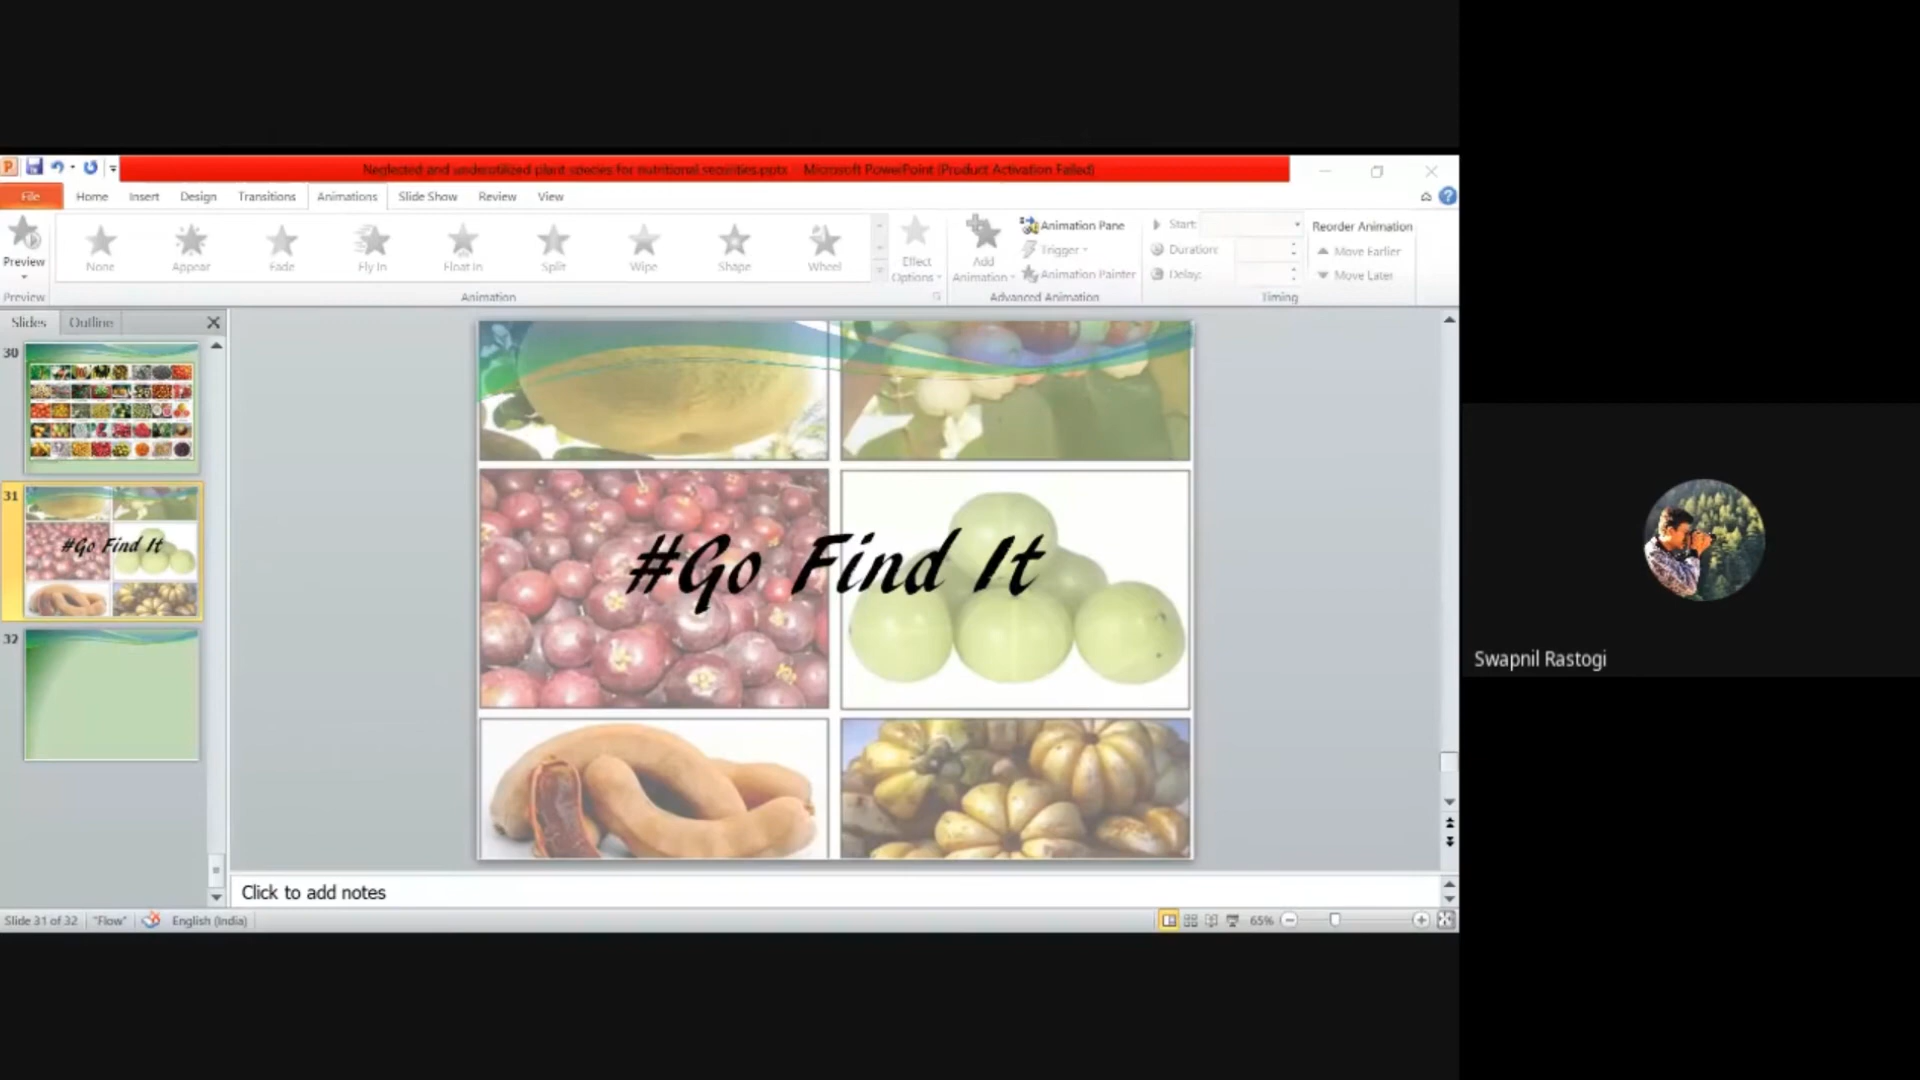 Neglected and underutilized plant species for nutritional securities.pptx - Microsoft PowerPoint (Product Activation Failed)
File Home Insert Design Transitions Animations Slide Show Review View
Preview
Preview
None Appear Fade Fly In Float In Split Wipe Shape Wheel
Animation
Effect
Options
Add
Animation
Animation Pane
Trigger
Animation Painter
Advanced Animation
Start:
Duration:
Delay:
Timing
Reorder Animation
Move Earlier
Move Later
Slides Outline
30
31
#Go Find It
32
#Go Find It
Click to add notes
Slide 31 of 32 "Flow" English (India)
65%
Swapnil Rastogi